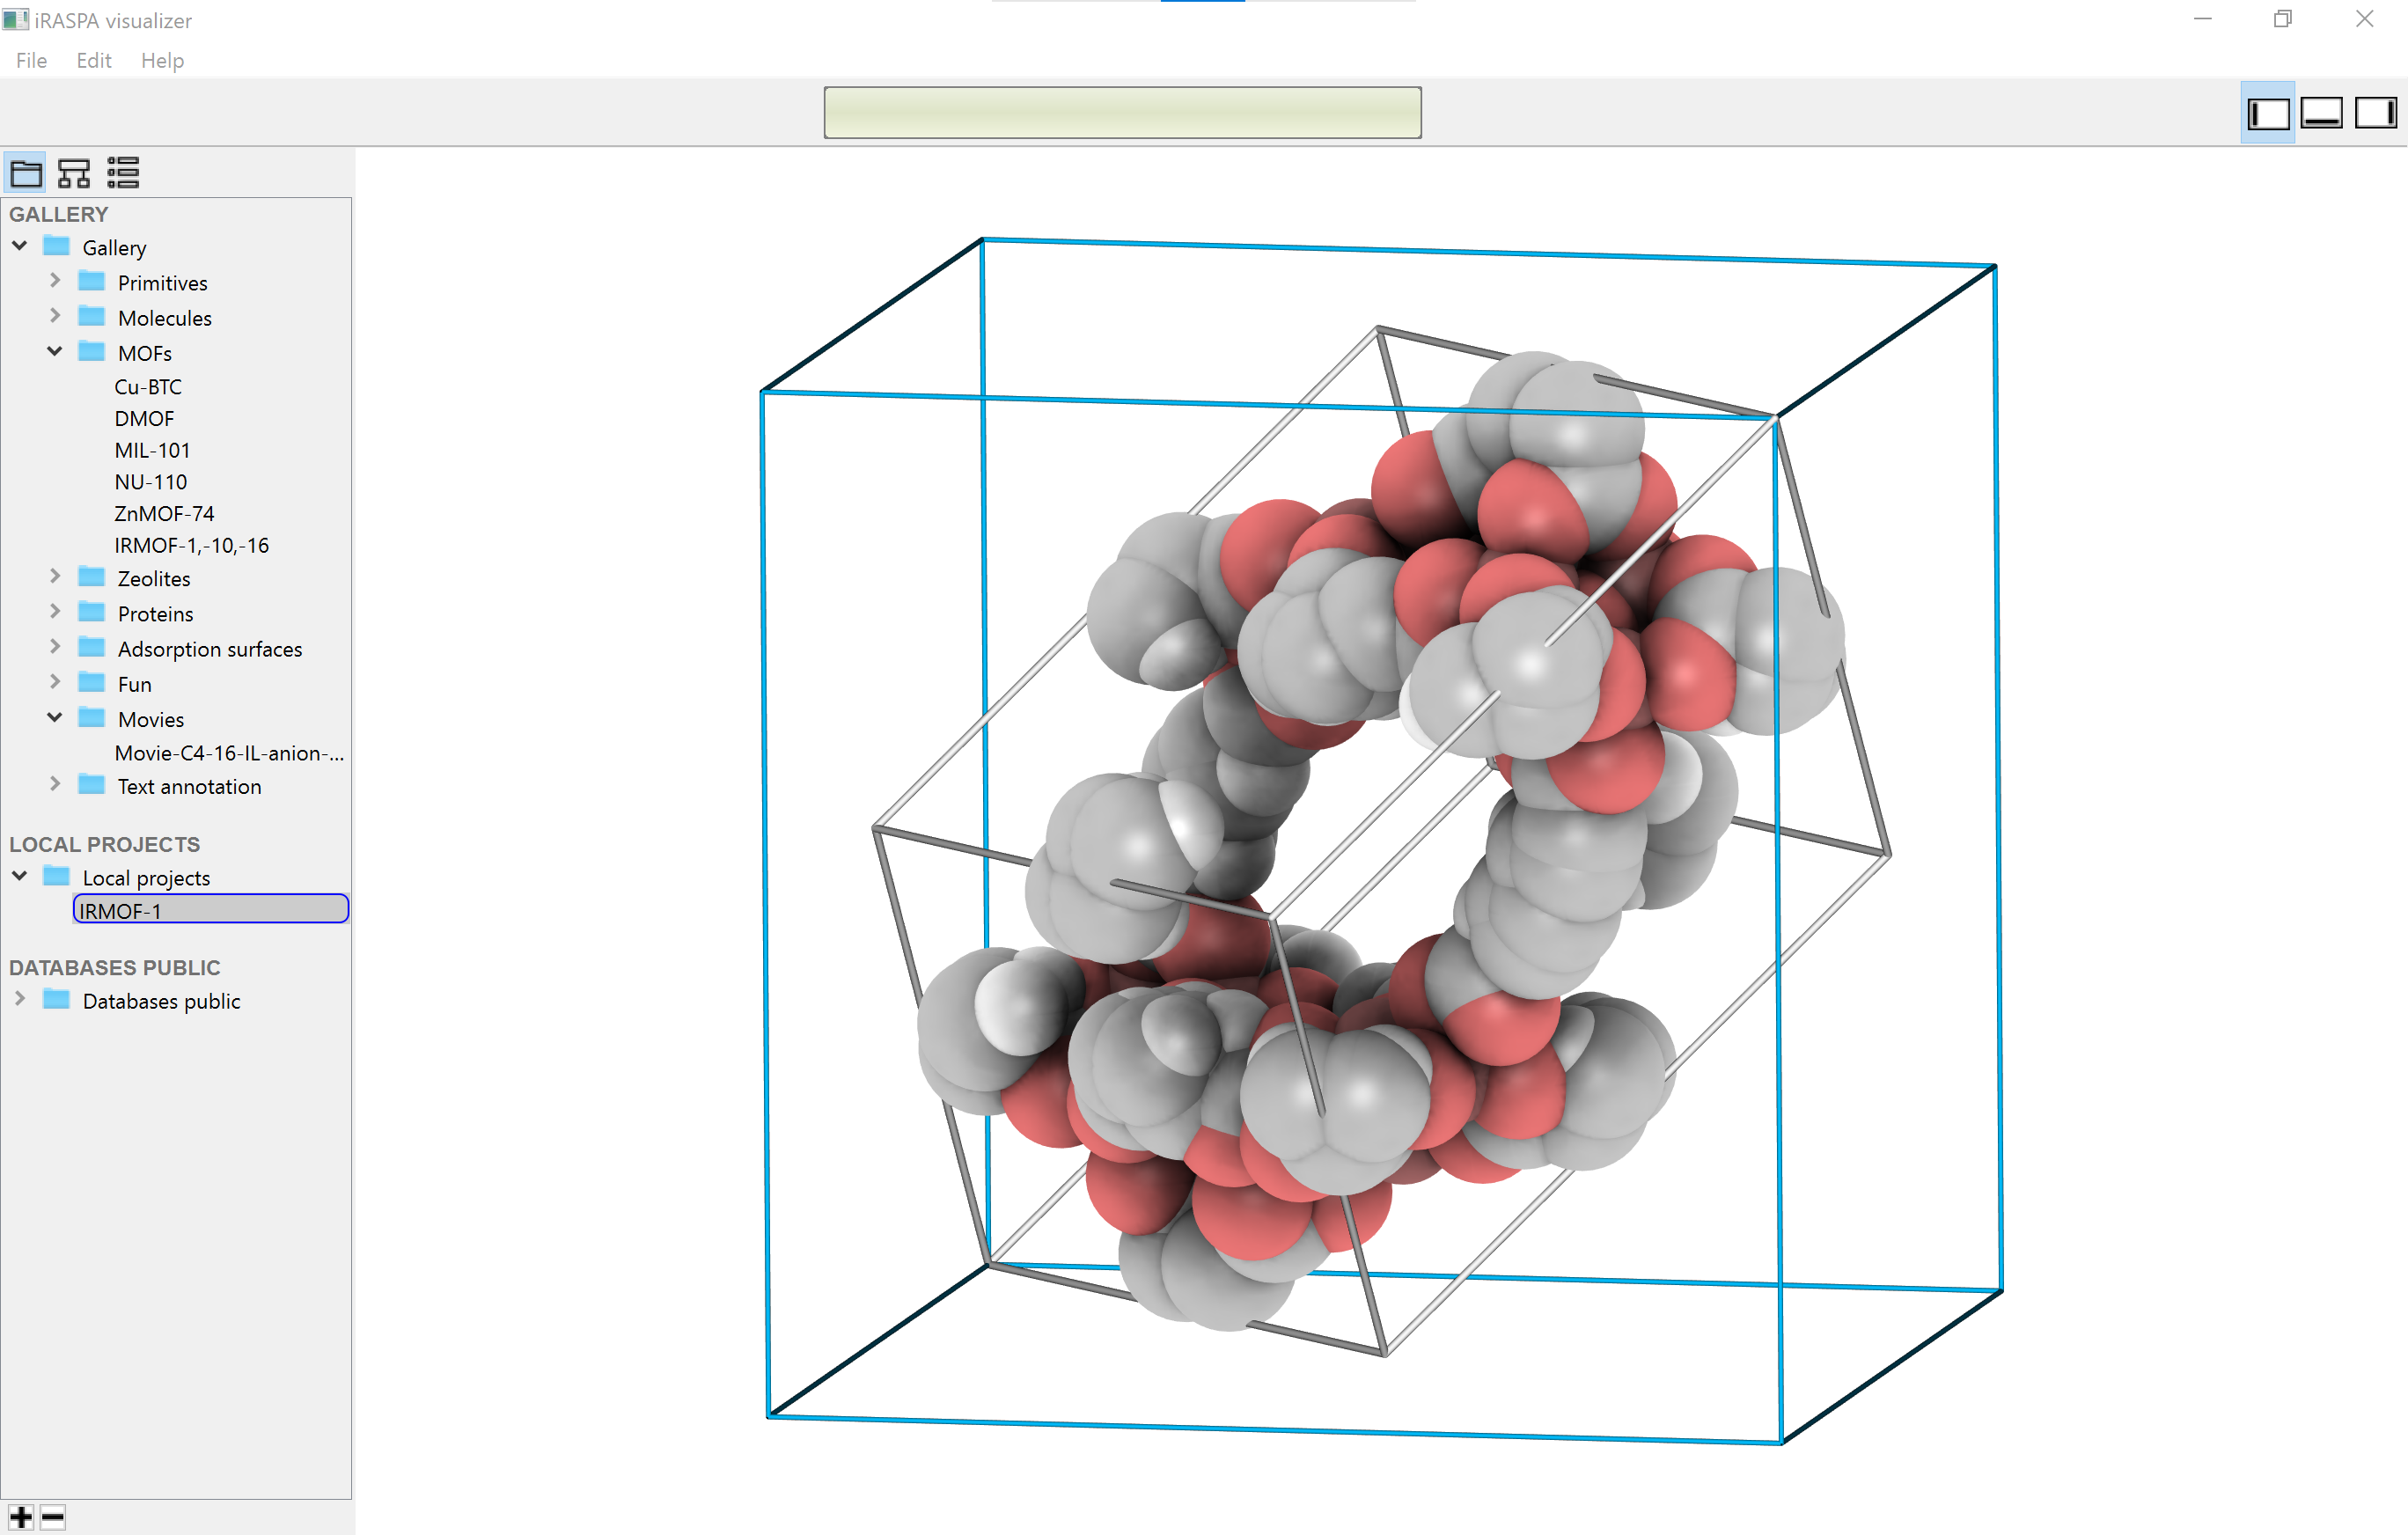 iRASPA visualizer
File Edit Help
GALLERY
Gallery
Primitives
Molecules
MOFs
Cu-BTC
DMOF
MIL-101
NU-110
ZnMOF-74
IRMOF-1,-10,-16
Zeolites
Proteins
Adsorption surfaces
Fun
Movies
Movie-C4-16-IL-anion-...
Text annotation
LOCAL PROJECTS
Local projects
IRMOF-1
DATABASES PUBLIC
Databases public